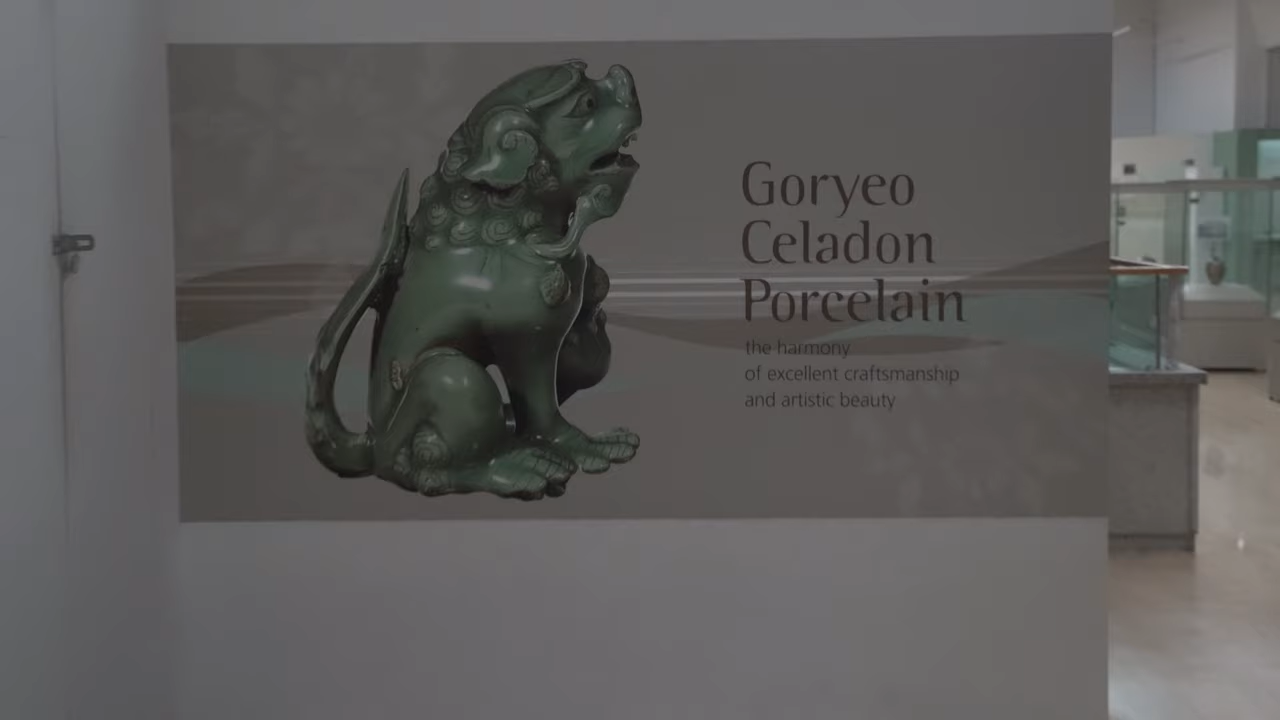 Goryeo
Celadon
Porcelain
the harmony
of excellent craftsmanship
and artistic beauty